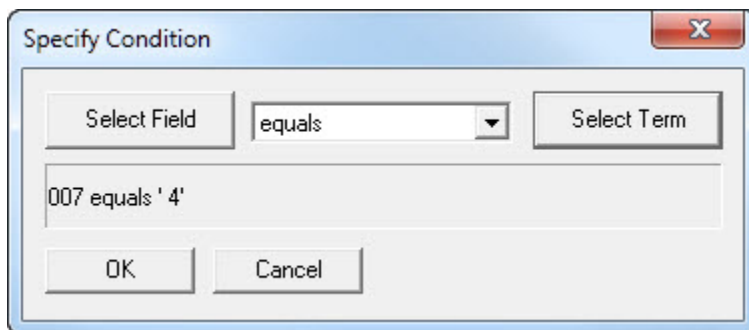 Specify Condition
Select Field equals Select Term
007 equals ' 4'
OK Cancel